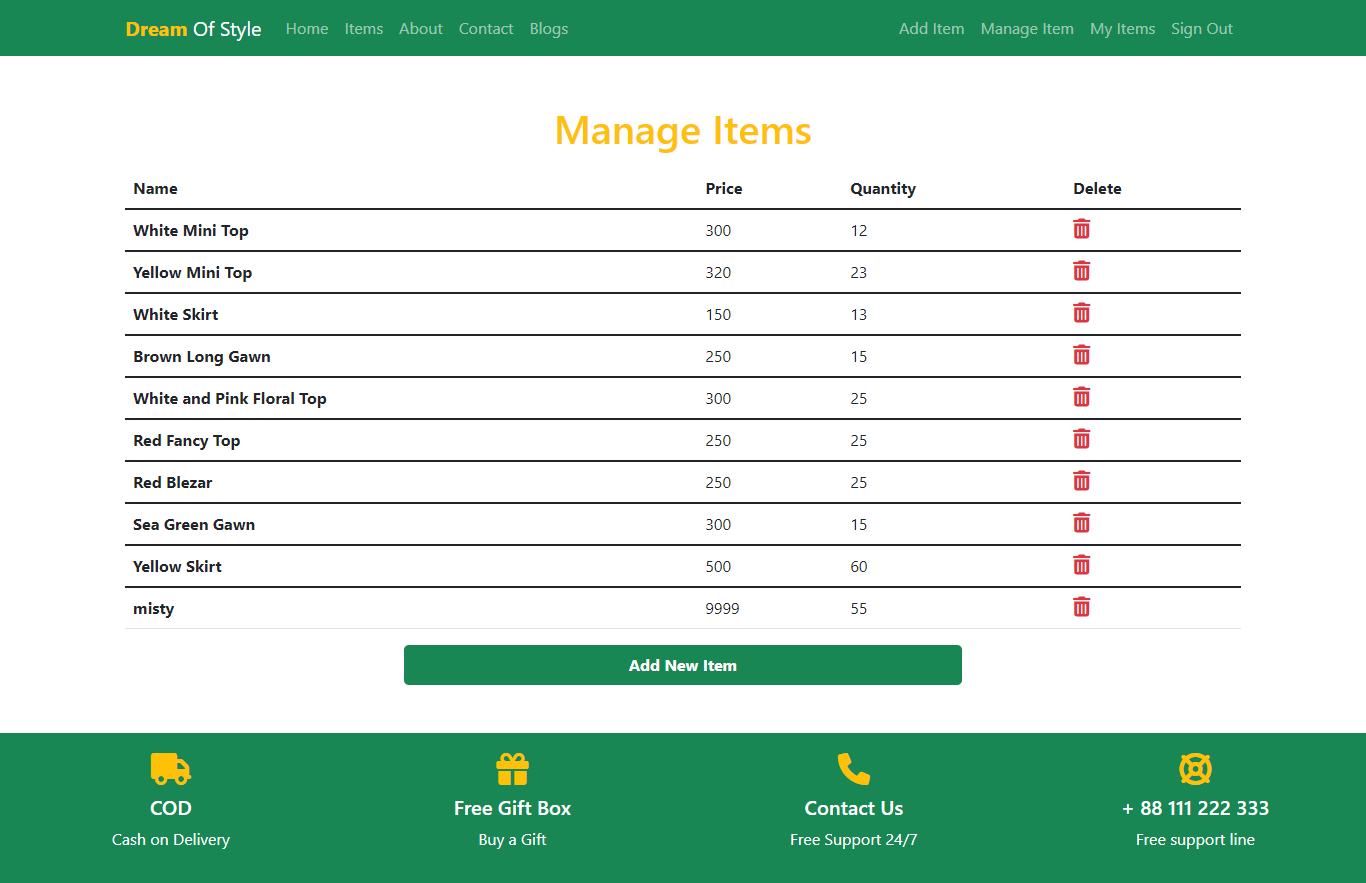 Dream Of Style Home Items About Contact Blogs Add Item Manage Item My Items Sign Out
Manage Items
Name Price Quantity Delete
White Mini Top 300 12
Yellow Mini Top 320 23
White Skirt 150 13
Brown Long Gawn 250 15
White and Pink Floral Top 300 25
Red Fancy Top 250 25
Red Blezar 250 25
Sea Green Gawn 300 15
Yellow Skirt 500 60
misty 9999 55
Add New Item
COD Free Gift Box Contact Us + 88 111 222 333
Cash on Delivery Buy a Gift Free Support 24/7 Free support line